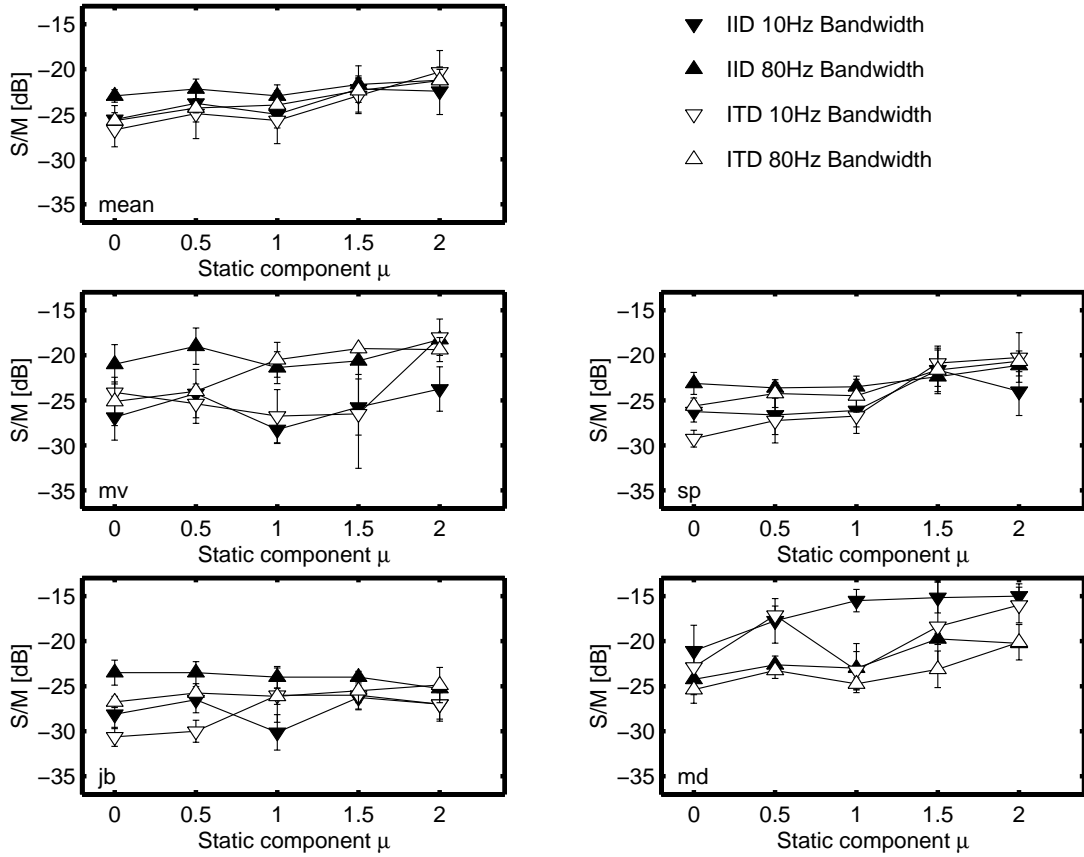 −15
−20
−25
−30
−35
S/M [dB]
mean
0 0.5 1 1.5 2
Static component μ
IID 10Hz Bandwidth
IID 80Hz Bandwidth
ITD 10Hz Bandwidth
ITD 80Hz Bandwidth
−15
−20
−25
−30
−35
S/M [dB]
mv
0 0.5 1 1.5 2
Static component μ
−15
−20
−25
−30
−35
S/M [dB]
sp
0 0.5 1 1.5 2
Static component μ
−15
−20
−25
−30
−35
S/M [dB]
jb
0 0.5 1 1.5 2
Static component μ
−15
−20
−25
−30
−35
S/M [dB]
md
0 0.5 1 1.5 2
Static component μ